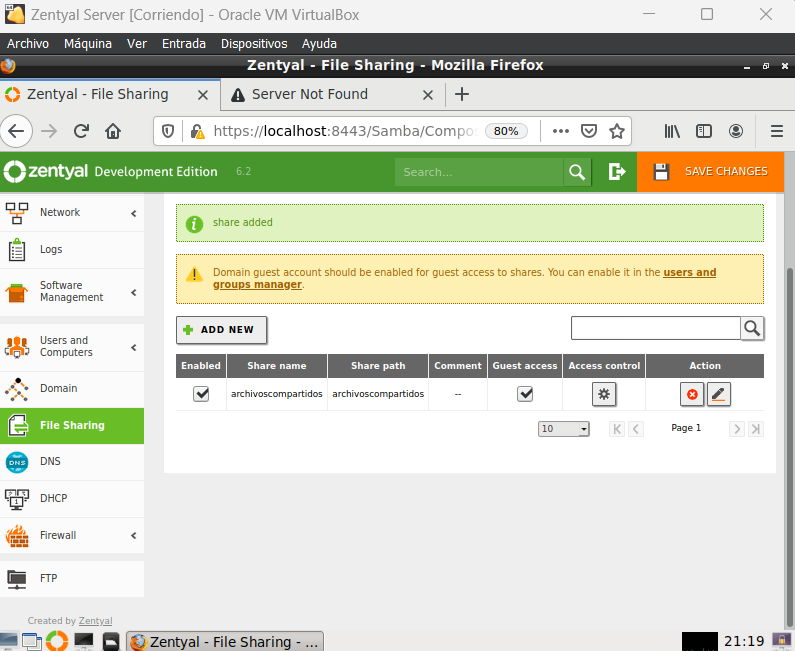 Zentyal Server [Corriendo] - Oracle VM VirtualBox
Archivo Máquina Ver Entrada Dispositivos Ayuda
Zentyal - File Sharing - Mozilla Firefox
Zentyal - File Sharing
Server Not Found
https://localhost:8443/Samba/Compo
80%
zentyal Development Edition 6.2
Search...
SAVE CHANGES
Network
Logs
Software
Management
Users and
Computers
Domain
File Sharing
DNS
DNS
DHCP
Firewall
FTP
Created by Zentyal
share added
Domain guest account should be enabled for guest access to shares. You can enable it in the users and
groups manager.
ADD NEW
Enabled Share name Share path Comment Guest access Access control Action
archivoscompartidos archivoscompartidos --
10
Page 1
Zentyal - File Sharing - ...
21:19